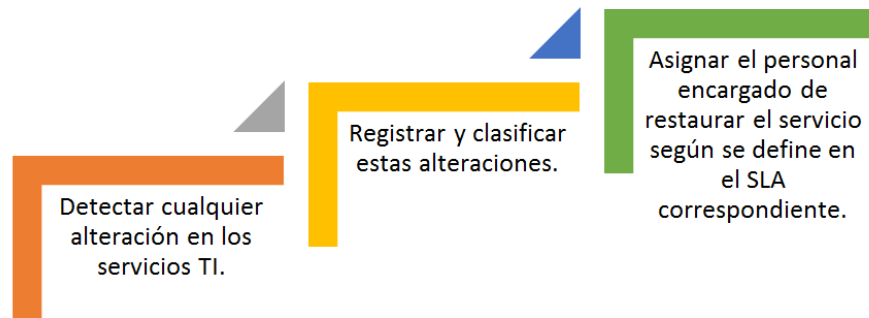 Detectar cualquier
alteración en los
servicios TI.
Registrar y clasificar
estas alteraciones.
Asignar el personal
encargado de
restaurar el servicio
según se define en
el SLA
correspondiente.